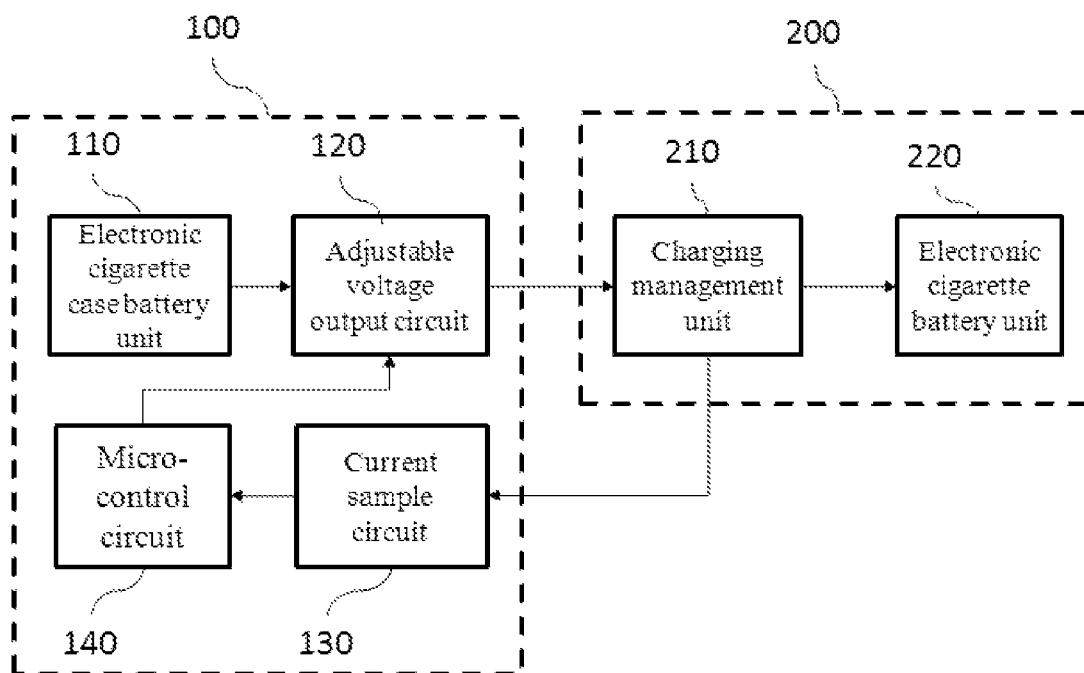 100
200
110
120
210
220
Electronic
cigarette
case battery
unit
Adjustable
voltage
output circuit
Charging
management
unit
Electronic
cigarette
battery unit
Micro-
control
circuit
Current
sample
circuit
140
130